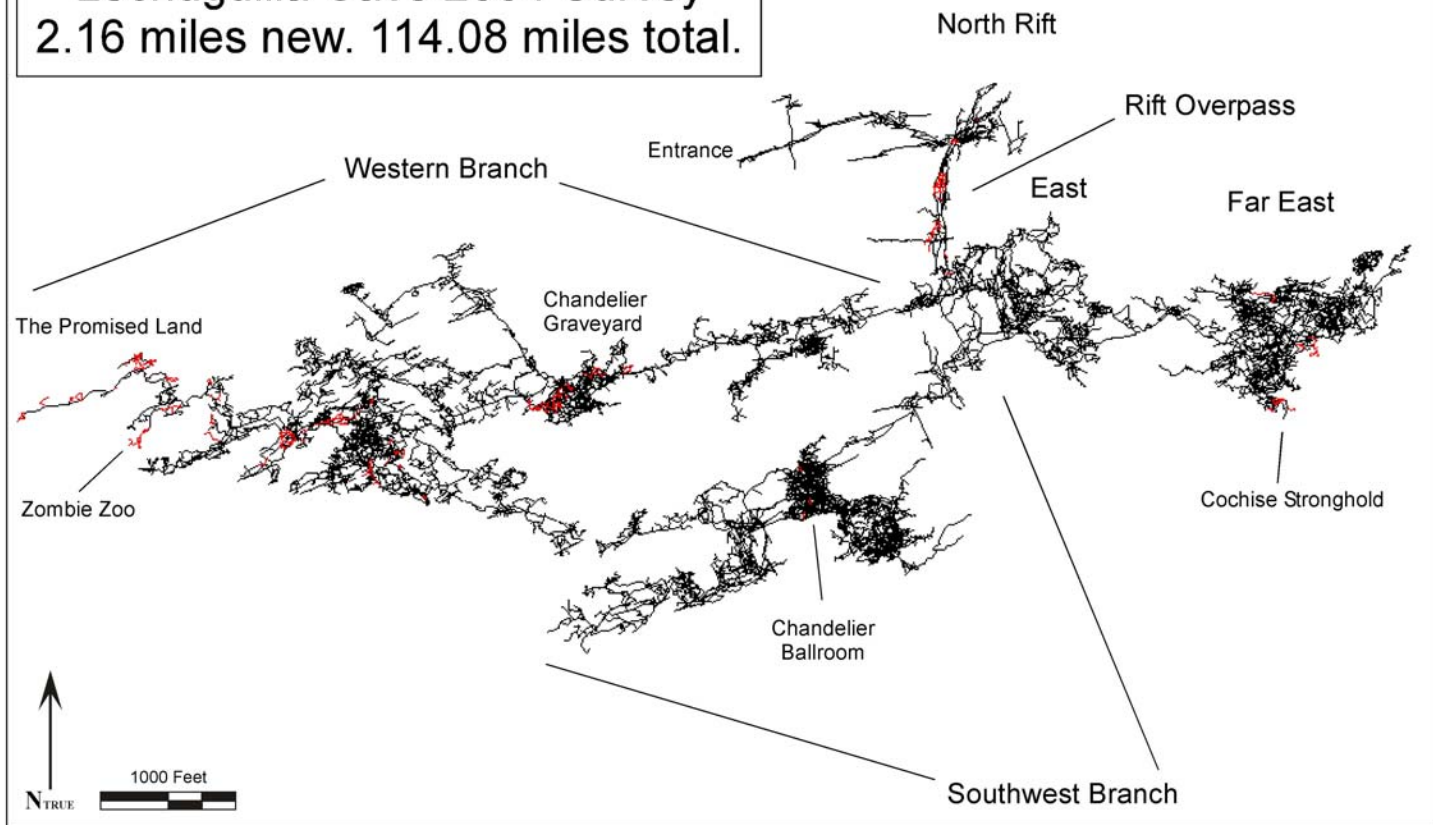 2.16 miles new. 114.08 miles total.
North Rift
Rift Overpass
Entrance
Western Branch
East
Far East
Chandelier
Graveyard
The Promised Land
Zombie Zoo
Cochise Stronghold
Chandelier
Ballroom
1000 Feet
N TRUE
Southwest Branch